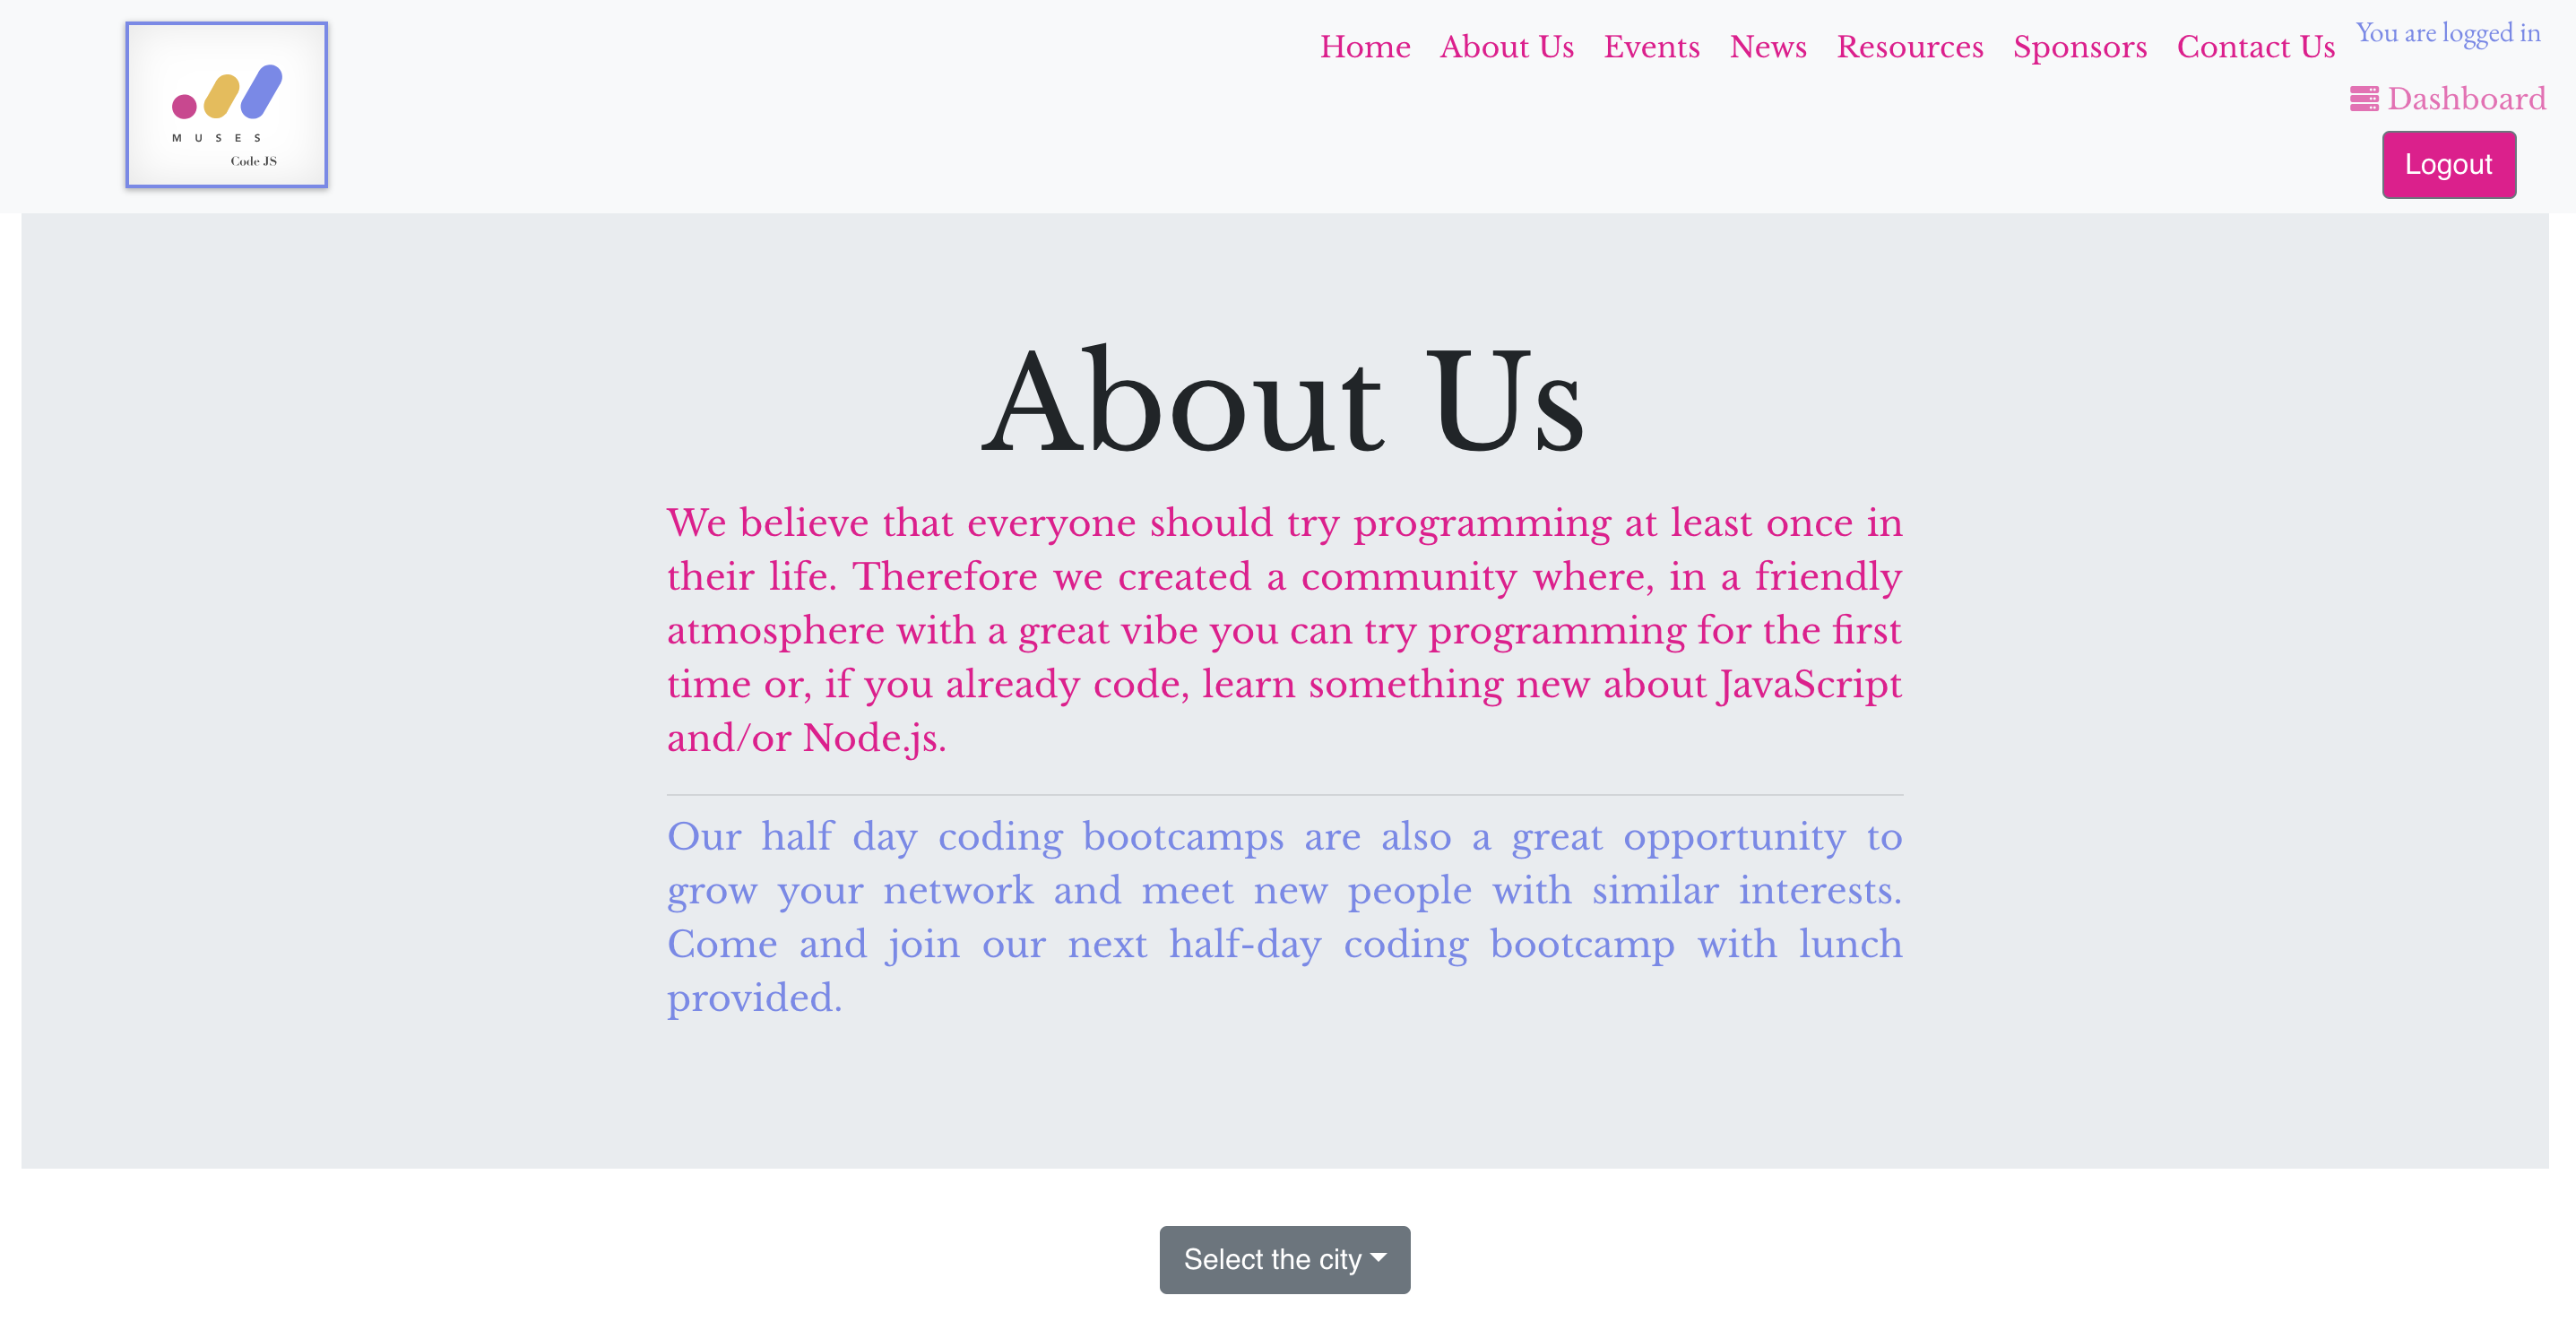 M U S E S
Code JS
Home About Us Events News Resources Sponsors Contact Us
You are logged in
Dashboard
Logout
About Us
We believe that everyone should try programming at least once in
their life. Therefore we created a community where, in a friendly
atmosphere with a great vibe you can try programming for the first
time or, if you already code, learn something new about JavaScript
and/or Node.js.
Our half day coding bootcamps are also a great opportunity to
grow your network and meet new people with similar interests.
Come and join our next half-day coding bootcamp with lunch
provided.
Select the city